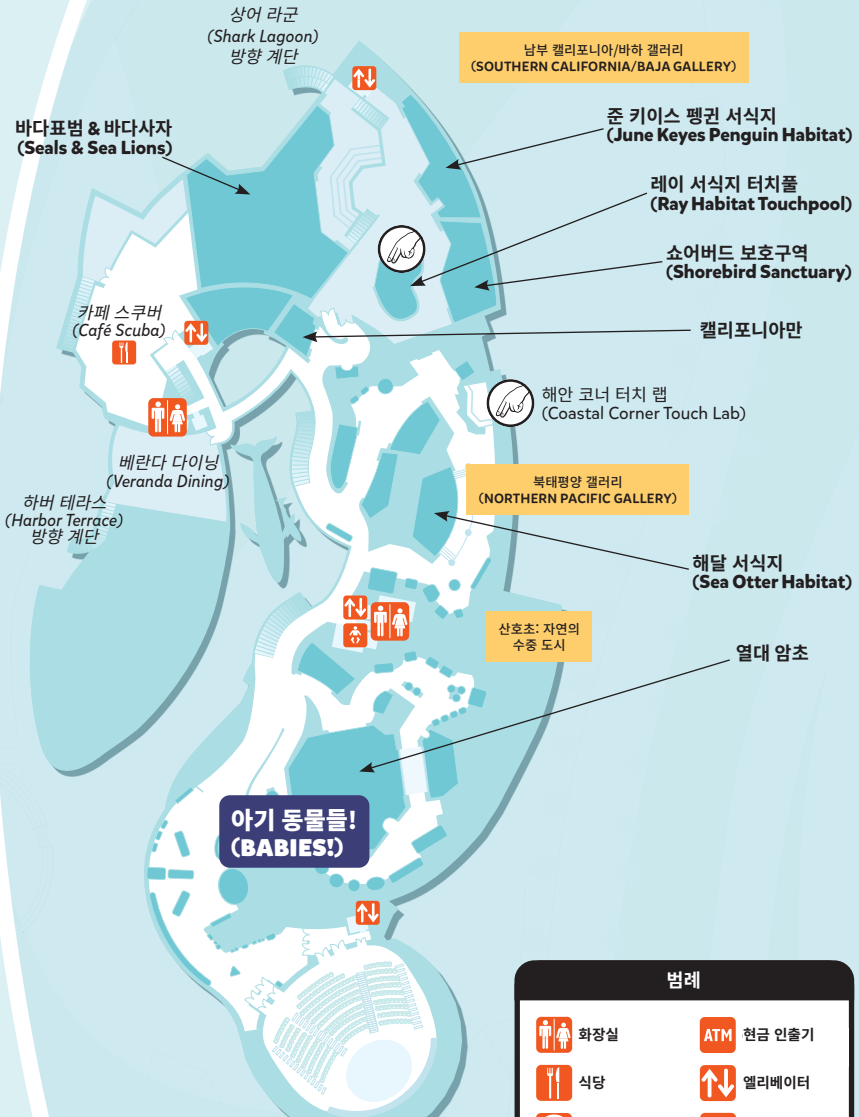 상어 라군
(Shark Lagoon)
방향 계단
남부 캘리포니아/바하 갤러리
(SOUTHERN CALIFORNIA/BAJA GALLERY)
바다표범 & 바다사자
(Seals & Sea Lions)
준 키이스 펭귄 서식지
(June Keyes Penguin Habitat)
레이 서식지 터치풀
(Ray Habitat Touchpool)
쇼어버드 보호구역
(Shorebird Sanctuary)
카페 스쿠버
(Café Scuba)
캘리포니아만
해안 코너 터치 랩
(Coastal Corner Touch Lab)
베란다 다이닝
(Veranda Dining)
북태평양 갤러리
(NORTHERN PACIFIC GALLERY)
하버 테라스
(Harbor Terrace)
방향 계단
해달 서식지
(Sea Otter Habitat)
산호초: 자연의
수중 도시
열대 암초
아기 동물들!
(BABIES!)
범례
화장실
ATM 현금 인출기
식당
엘리베이터